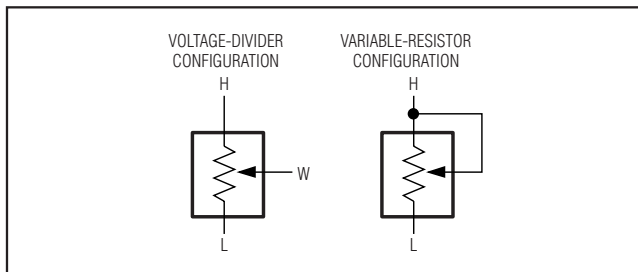 VOLTAGE-DIVIDER
CONFIGURATION
H
W
L
VARIABLE-RESISTOR
CONFIGURATION
H
L